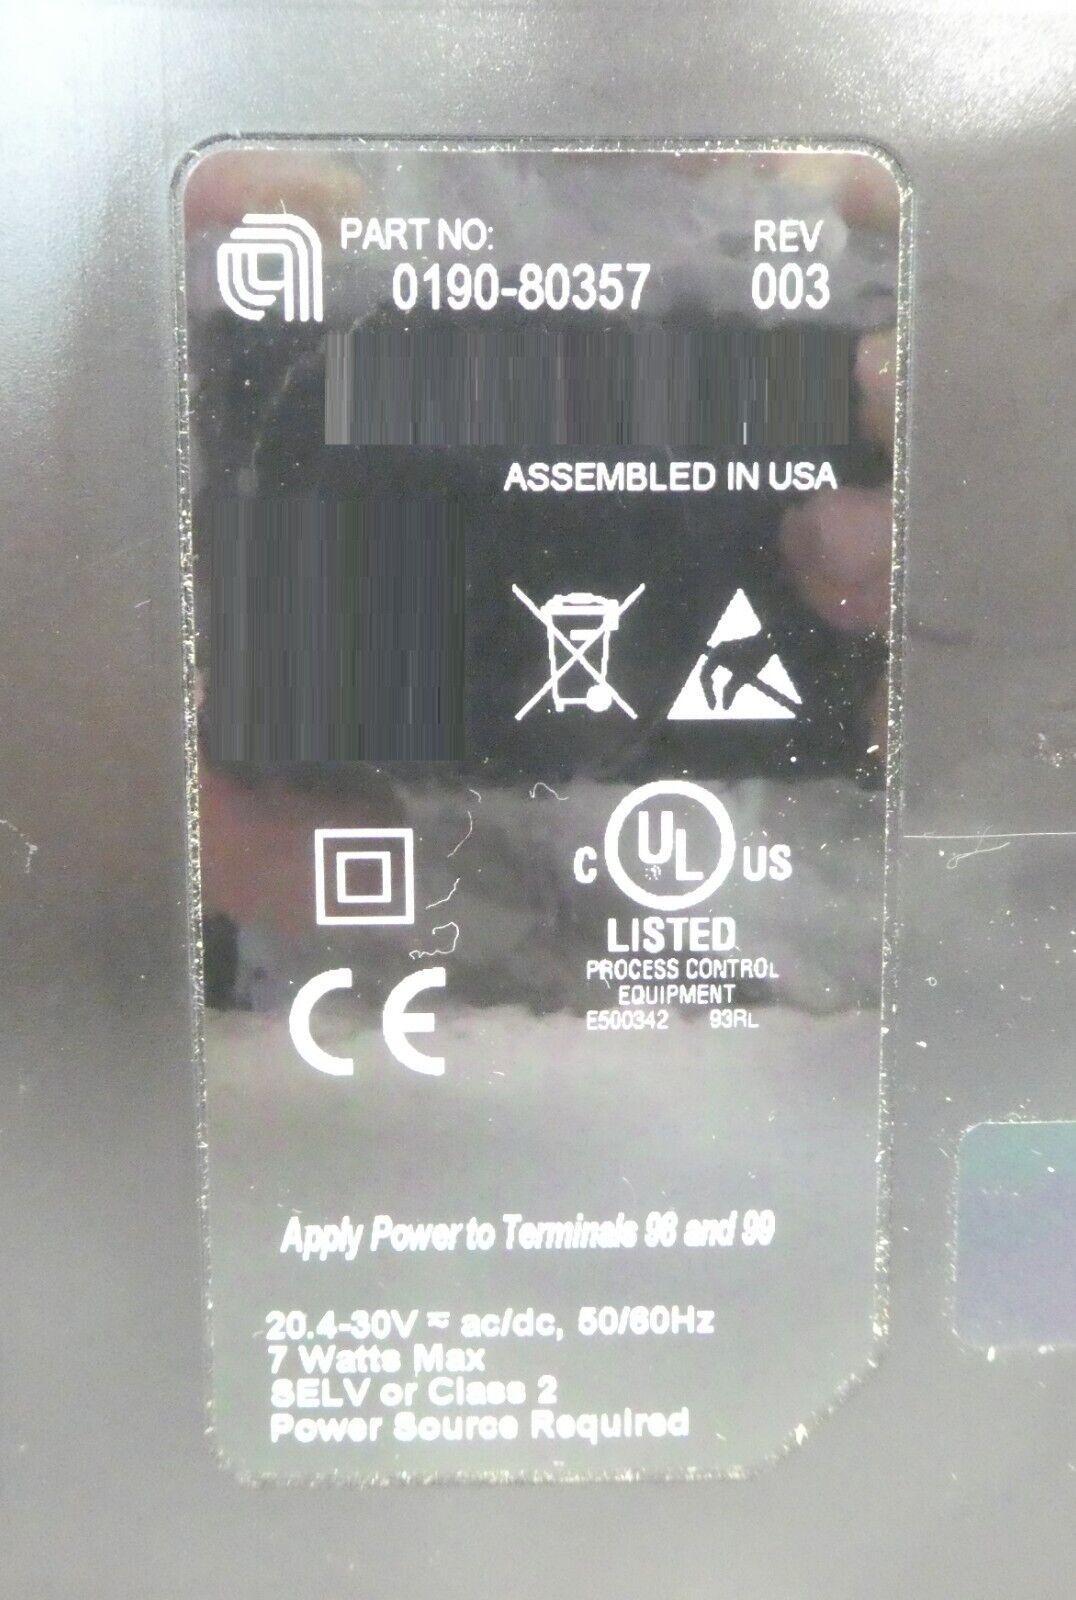 PART NO: REV
0190-80357 003
ASSEMBLED IN USA
C UL US
LISTED
PROCESS CONTROL
EQUIPMENT
E500342 93RL
CE
Apply Power to Terminals 98 and 99
20.4-30V ⎓ ac/dc, 50/60Hz
7 Watts Max
SELV or Class 2
Power Source Required